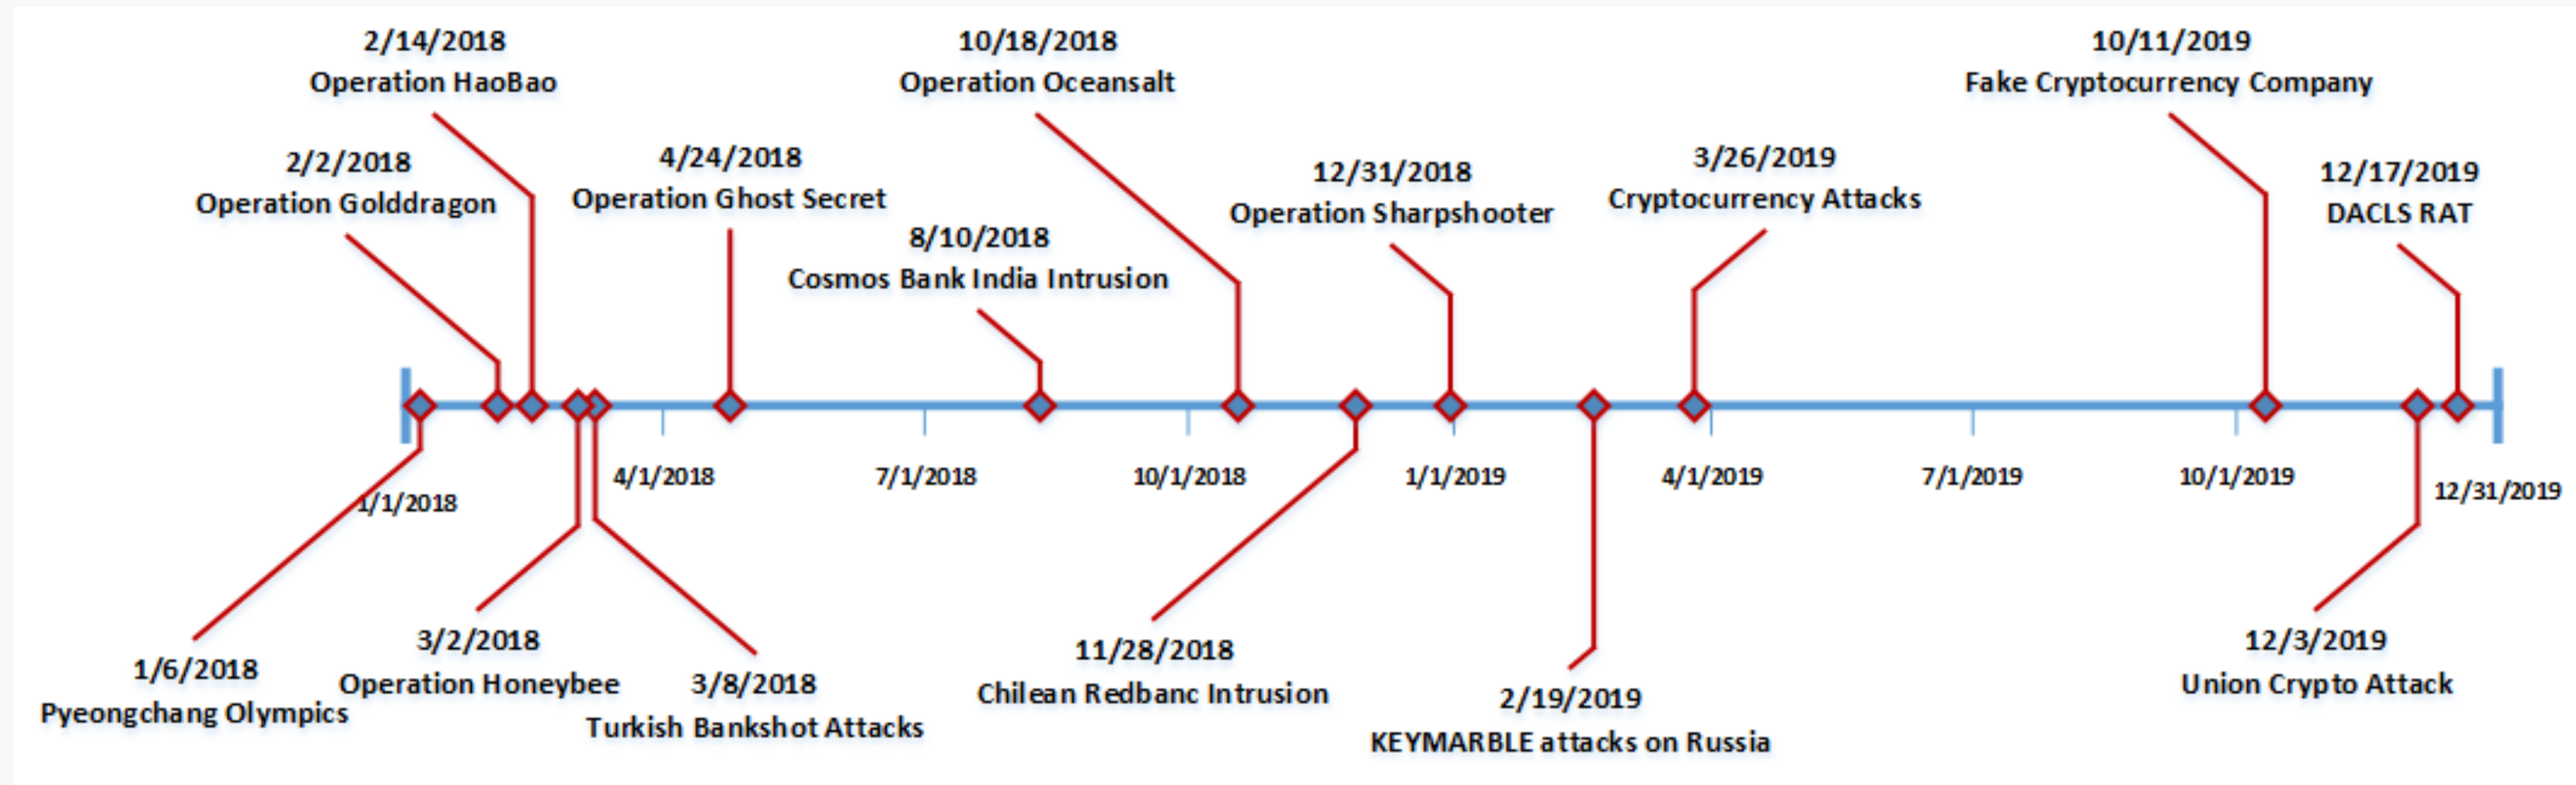 2/14/2018
Operation HaoBao
10/18/2018
Operation Oceansalt
10/11/2019
Fake Cryptocurrency Company
2/2/2018
Operation Golddragon
4/24/2018
Operation Ghost Secret
8/10/2018
Cosmos Bank India Intrusion
12/31/2018
Operation Sharpshooter
3/26/2019
Cryptocurrency Attacks
12/17/2019
DACLS RAT
1/1/2018
4/1/2018
7/1/2018
10/1/2018
1/1/2019
4/1/2019
7/1/2019
10/1/2019
12/31/2019
1/6/2018
Pyeongchang Olympics
3/2/2018
Operation Honeybee
3/8/2018
Turkish Bankshot Attacks
11/28/2018
Chilean Redbanc Intrusion
2/19/2019
KEYMARBLE attacks on Russia
12/3/2019
Union Crypto Attack